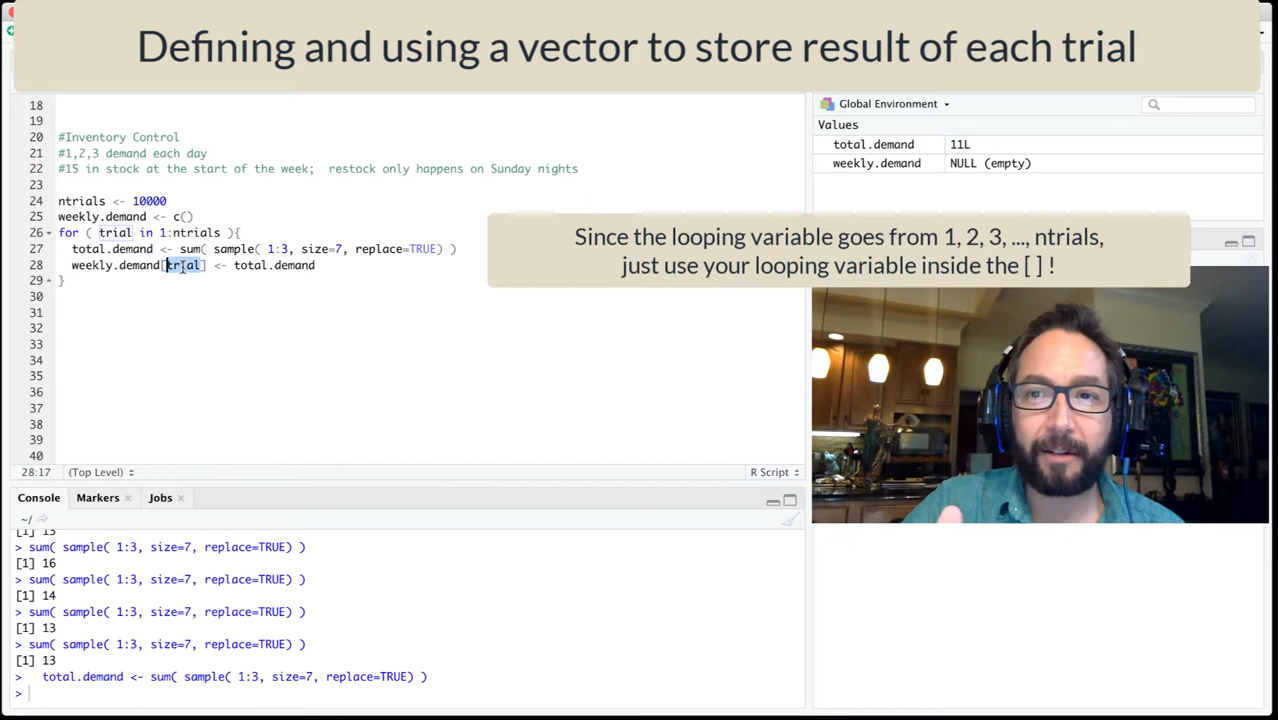 Defining and using a vector to store result of each trial
18
19
20 #Inventory Control
21 #1,2,3 demand each day
22 #15 in stock at the start of the week;  restock only happens on Sunday nights
23
24 ntrials <- 10000
25 weekly.demand <- c()
26 for ( trial in 1:ntrials ){
27 total.demand <- sum( sample( 1:3, size=7, replace=TRUE) )
28 weekly.demand[trial] <- total.demand
29 }
30
31
32
33
34
35
36
37
38
39
40
28:17 (Top Level) R Script
Global Environment
Values
total.demand 11L
weekly.demand NULL (empty)
Since the looping variable goes from 1, 2, 3, ..., ntrials,
just use your looping variable inside the [ ] !
Console Markers × Jobs ×
~/
[1] 13
> sum( sample( 1:3, size=7, replace=TRUE) )
[1] 16
> sum( sample( 1:3, size=7, replace=TRUE) )
[1] 14
> sum( sample( 1:3, size=7, replace=TRUE) )
[1] 13
> sum( sample( 1:3, size=7, replace=TRUE) )
[1] 13
>   total.demand <- sum( sample( 1:3, size=7, replace=TRUE) )
>